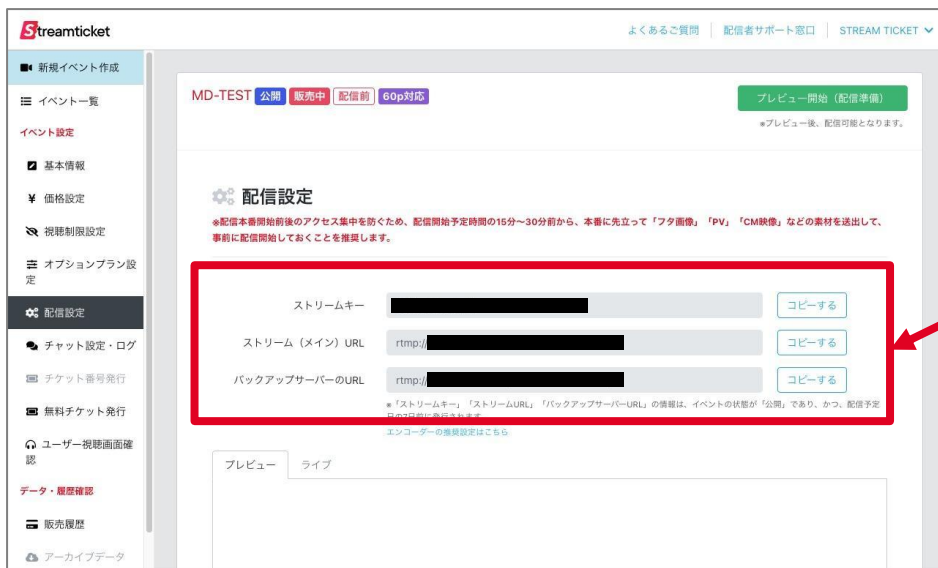 Streamticket
よくあるご質問
配信者サポート窓口
STREAM TICKET
新規イベント作成
イベント一覧
イベント設定
基本情報
価格設定
視聴制限設定
オプションプラン設
定
配信設定
チャット設定・ログ
チケット番号発行
無料チケット発行
ユーザー視聴画面確
認
データ・履歴確認
販売履歴
アーカイブデータ
MD-TEST 公開 販売中 配信前 60p対応
プレビュー開始（配信準備）
※プレビュー後、配信可能となります。
配信設定
※配信本番開始前後のアクセス集中を防ぐため、配信開始予定時間の15分〜30分前から、本番に先立って「フタ画像」「PV」「CM映像」などの素材を送出して、
事前に配信開始しておくことを推奨します。
ストリームキー
コピーする
ストリーム（メイン）URL
rtmp://
コピーする
バックアップサーバーのURL
rtmp://
コピーする
※「ストリームキー」「ストリームURL」「バックアップサーバーURL」の情報は、イベントの状態が「公開」であり、かつ、配信予定
日の7日前に発行されます
エンコーダーの推奨設定はこちら
プレビュー
ライブ